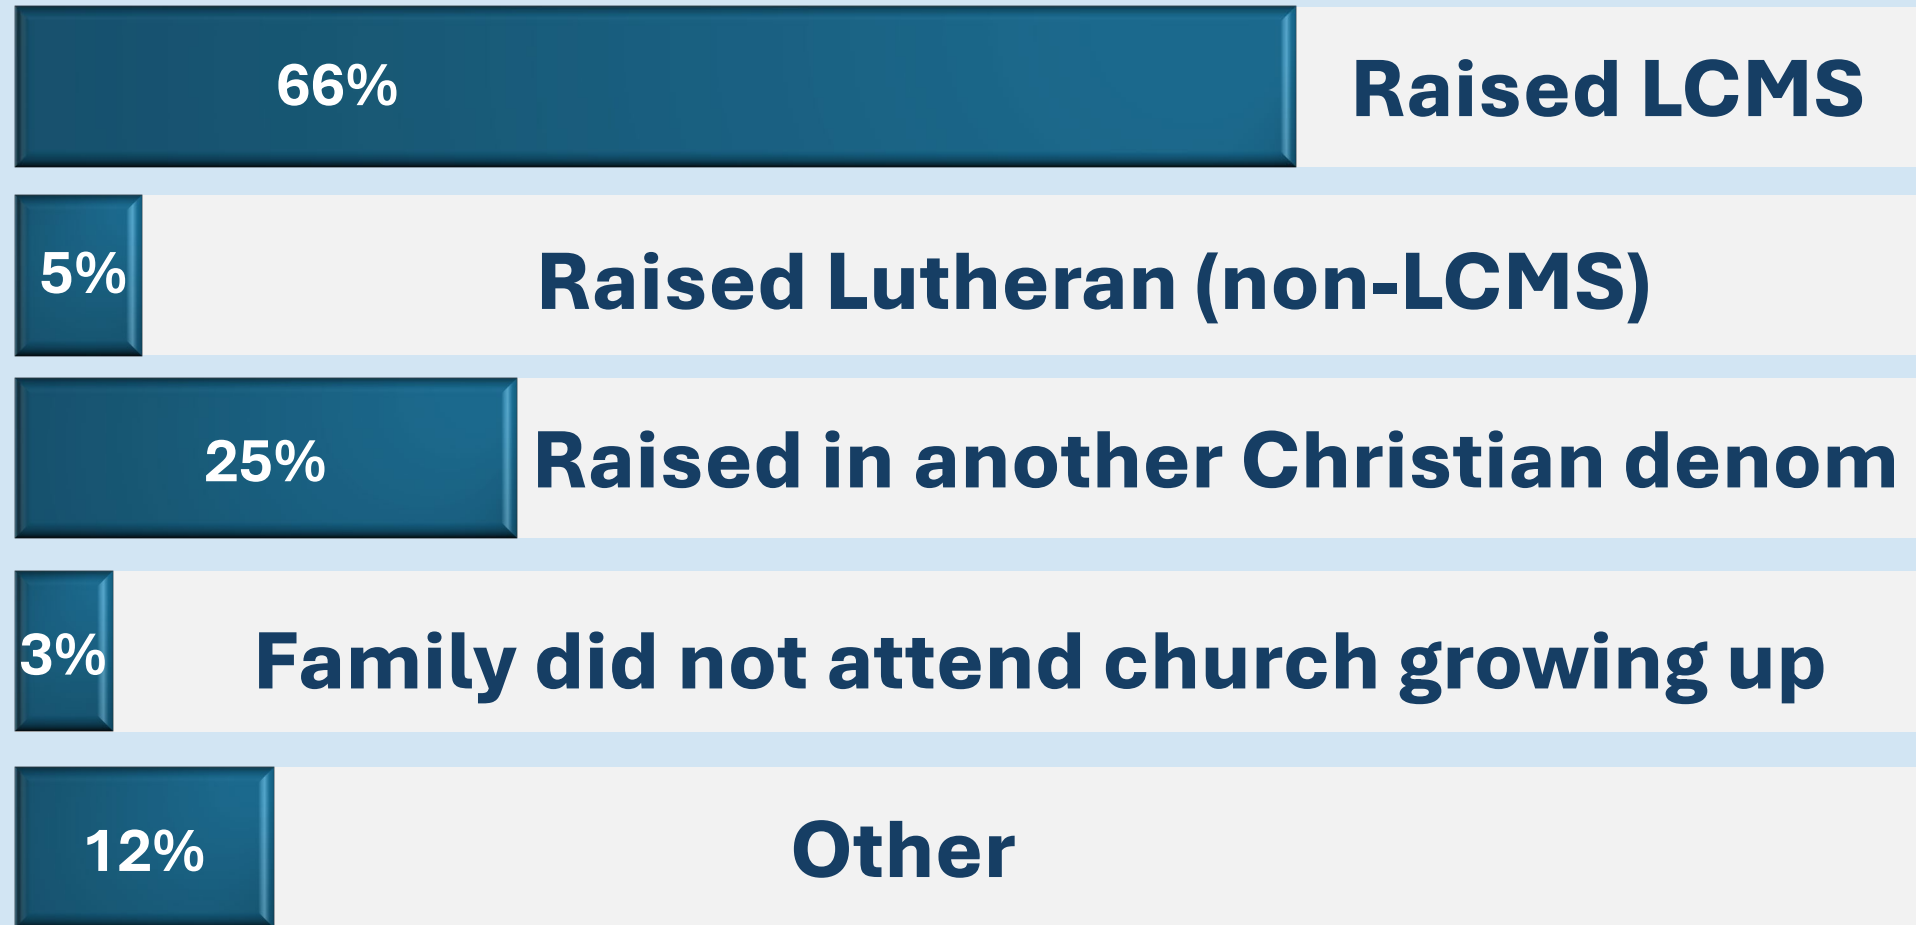 66% Raised LCMS
5% Raised Lutheran (non-LCMS)
25% Raised in another Christian denom
3% Family did not attend church growing up
12% Other